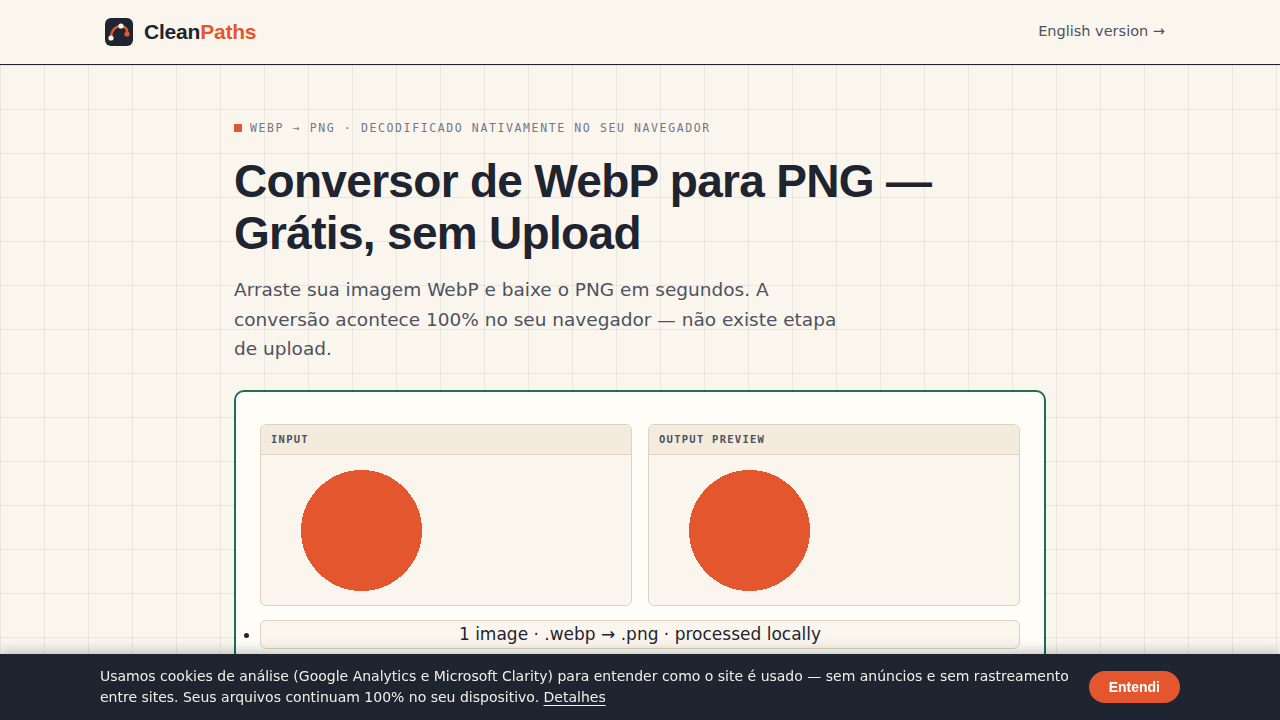 CleanPaths
English version →
WEBP → PNG · DECODIFICADO NATIVAMENTE NO SEU NAVEGADOR
Conversor de WebP para PNG —
Grátis, sem Upload
Arraste sua imagem WebP e baixe o PNG em segundos. A
conversão acontece 100% no seu navegador — não existe etapa
de upload.
INPUT
OUTPUT PREVIEW
1 image · .webp → .png · processed locally
Usamos cookies de análise (Google Analytics e Microsoft Clarity) para entender como o site é usado — sem anúncios e sem rastreamento
entre sites. Seus arquivos continuam 100% no seu dispositivo. Detalhes
Entendi